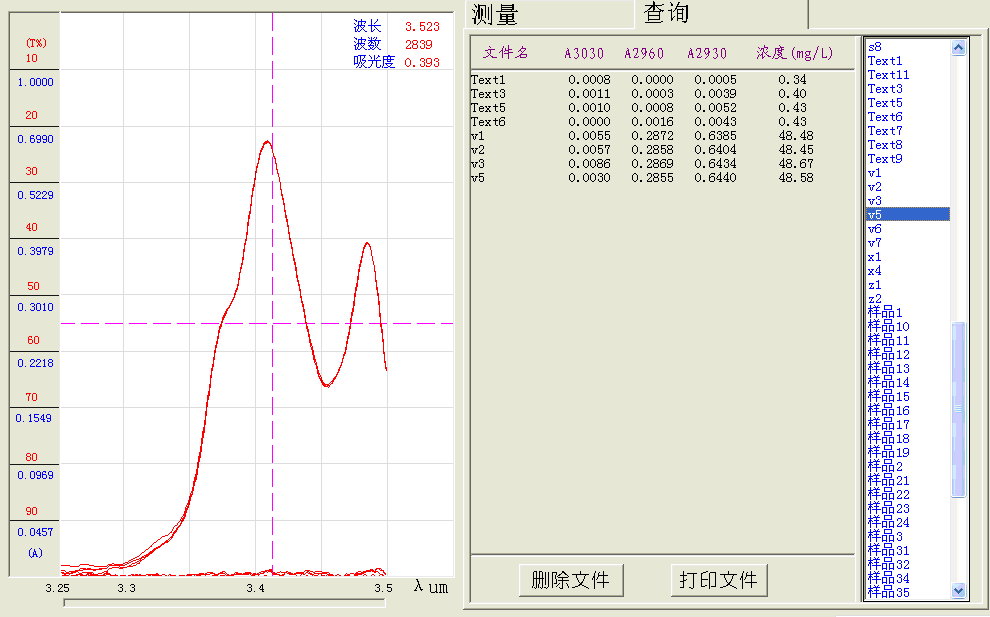 测量
查询
波长 3.523
波数 2839
吸光度 0.393
(T%)
10
1.0000
20
0.6990
30
0.5229
40
0.3979
50
0.3010
60
0.2218
70
0.1549
80
0.0969
90
0.0457
(A)
3.25 3.3 3.4 3.5 λ um
文件名 A3030 A2960 A2930 浓度(mg/L)
Text1 0.0008 0.0000 0.0005 0.34
Text3 0.0011 0.0003 0.0039 0.40
Text5 0.0010 0.0008 0.0052 0.43
Text6 0.0000 0.0016 0.0043 0.43
v1 0.0055 0.2872 0.6385 48.48
v2 0.0057 0.2858 0.6404 48.45
v3 0.0086 0.2869 0.6434 48.67
v5 0.0030 0.2855 0.6440 48.58
删除文件 打印文件
s8
Text1
Text11
Text3
Text5
Text6
Text7
Text8
Text9
v1
v2
v3
v5
v6
v7
x1
x4
z1
z2
样品1
样品10
样品11
样品12
样品13
样品14
样品15
样品16
样品17
样品18
样品19
样品2
样品21
样品22
样品23
样品24
样品3
样品31
样品32
样品34
样品35